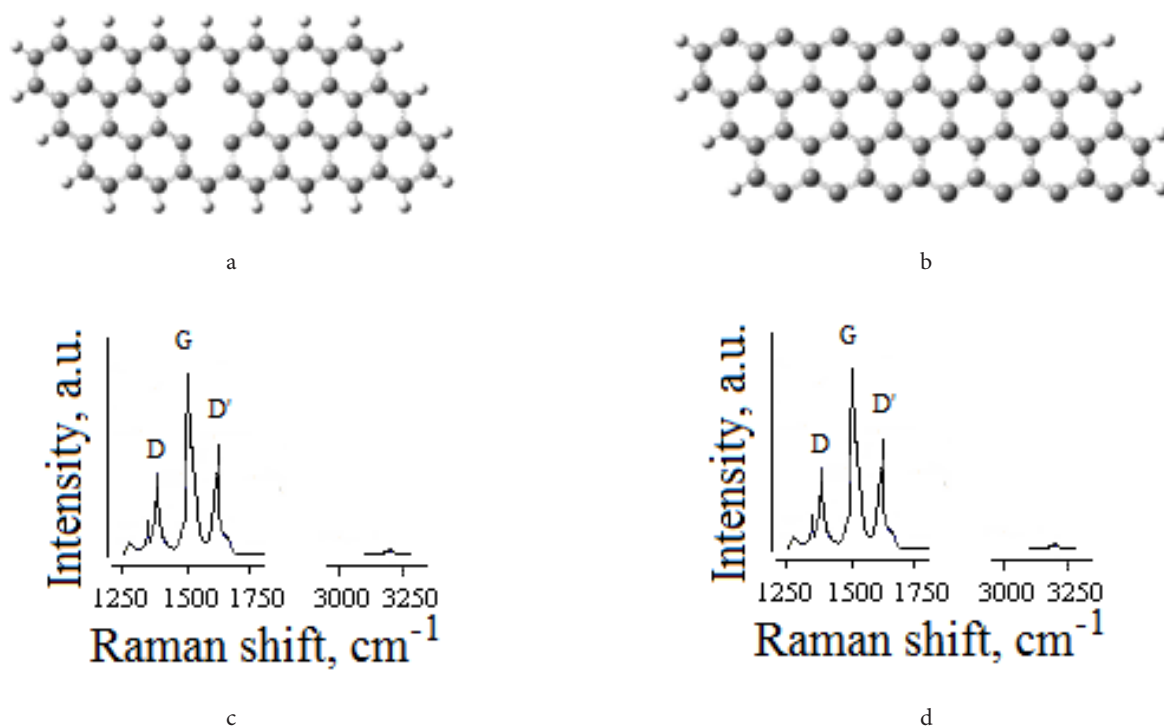 a
b
Intensity, a.u.
G
D
D'
1250 1500 1750 3000 3250
Raman shift, cm-1
c
Intensity, a.u.
G
D
D'
1250 1500 1750 3000 3250
Raman shift, cm-1
d